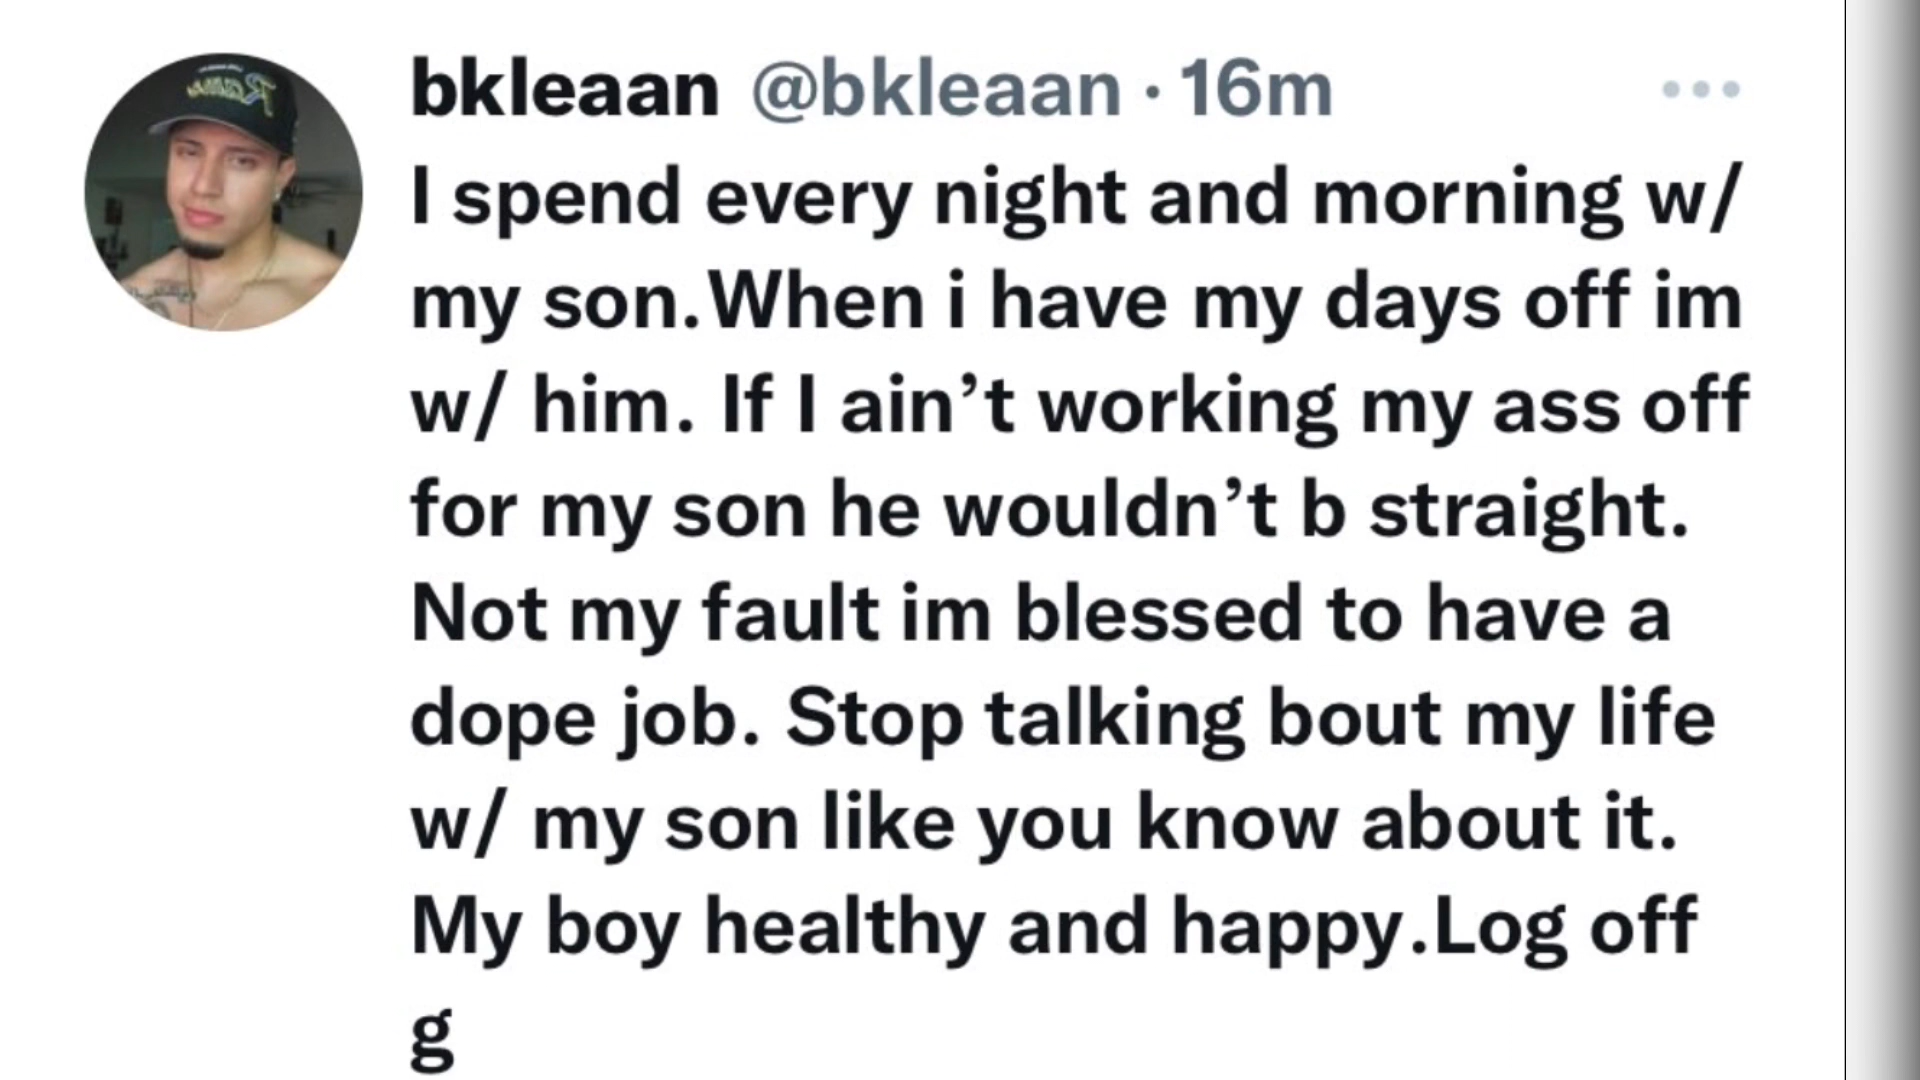 bkleaan @bkleaan · 16m
I spend every night and morning w/
my son.When i have my days off im
w/ him. If I ain’t working my ass off
for my son he wouldn’t b straight.
Not my fault im blessed to have a
dope job. Stop talking bout my life
w/ my son like you know about it.
My boy healthy and happy.Log off
g